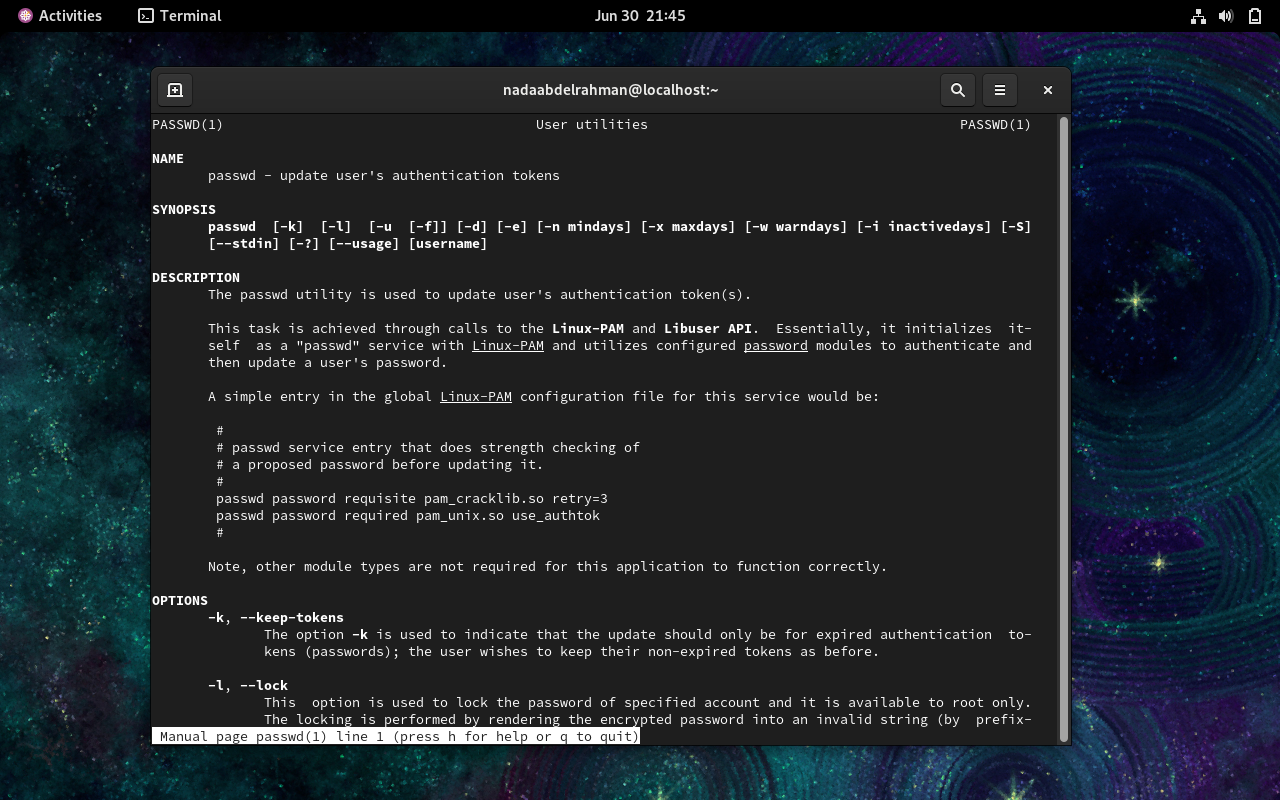 Activities
Terminal
Jun 30  21:45
nadaabdelrahman@localhost:~
PASSWD(1)                                       User utilities                                       PASSWD(1)
NAME
passwd - update user's authentication tokens
SYNOPSIS
passwd  [-k]  [-l]  [-u  [-f]] [-d] [-e] [-n mindays] [-x maxdays] [-w warndays] [-i inactivedays] [-S]
[--stdin] [-?] [--usage] [username]
DESCRIPTION
The passwd utility is used to update user's authentication token(s).
This task is achieved through calls to the Linux-PAM and Libuser API.  Essentially, it initializes  it-
self  as a "passwd" service with Linux-PAM and utilizes configured password modules to authenticate and
then update a user's password.
A simple entry in the global Linux-PAM configuration file for this service would be:
#
# passwd service entry that does strength checking of
# a proposed password before updating it.
#
passwd password requisite pam_cracklib.so retry=3
passwd password required pam_unix.so use_authtok
#
Note, other module types are not required for this application to function correctly.
OPTIONS
-k, --keep-tokens
The option -k is used to indicate that the update should only be for expired authentication  to-
kens (passwords); the user wishes to keep their non-expired tokens as before.
-l, --lock
This  option is used to lock the password of specified account and it is available to root only.
The locking is performed by rendering the encrypted password into an invalid string (by  prefix-
Manual page passwd(1) line 1 (press h for help or q to quit)